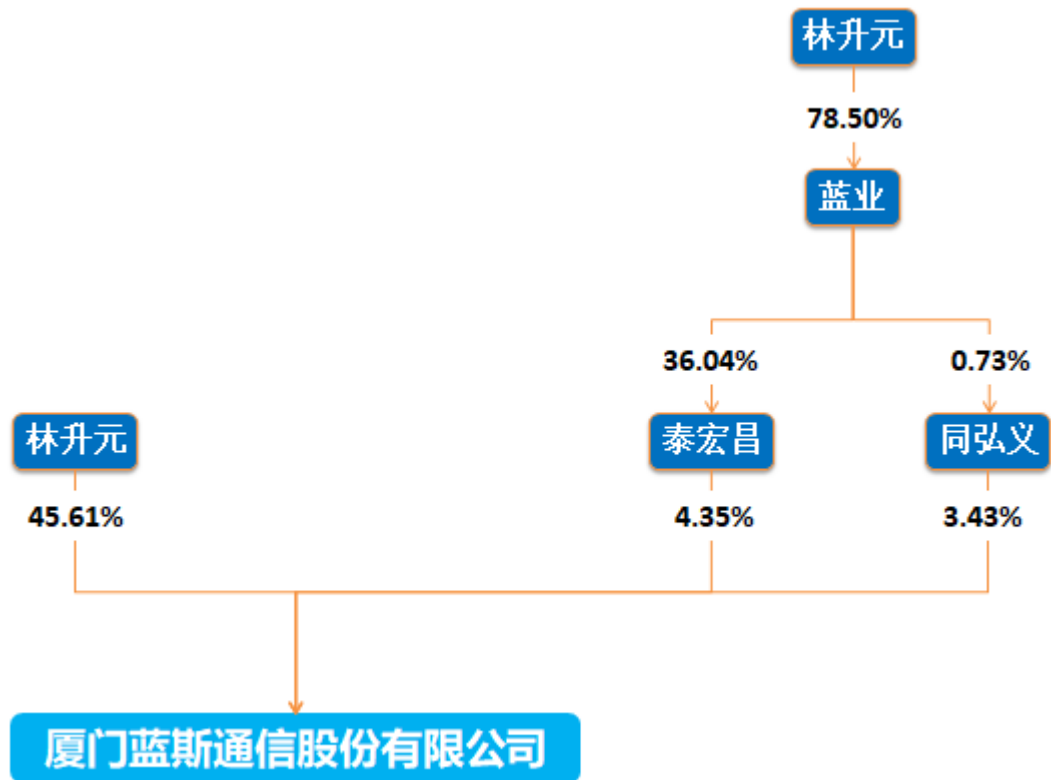 林升元
78.50%
蓝业
36.04%
0.73%
林升元
泰宏昌
同弘义
45.61%
4.35%
3.43%
厦门蓝斯通信股份有限公司